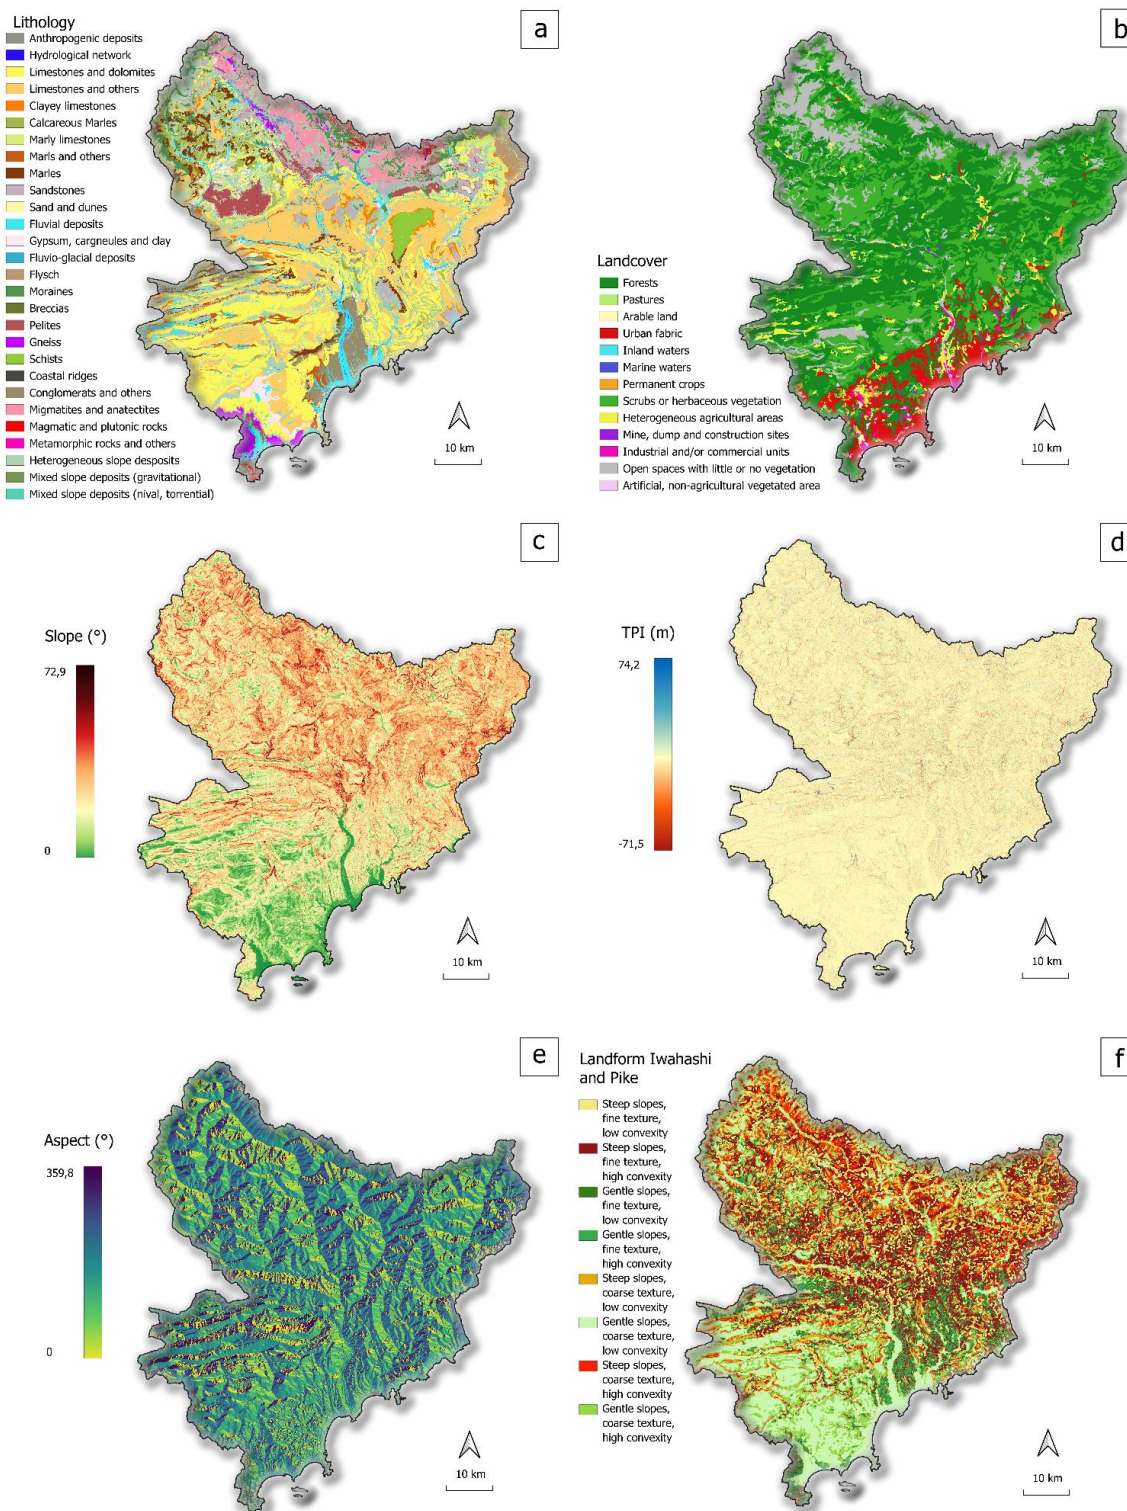 Lithology
a
Anthropogenic deposits
Hydrological network
Limestones and dolomites
Limestones and others
Clayey limestones
Calcareous Marles
Marly limestones
Marls and others
Marles
Sandstones
Sand and dunes
Fluvial deposits
Gypsum, cargneules and clay
Fluvio-glacial deposits
Flysch
Moraines
Breccias
Pelites
Gneiss
Schists
Coastal ridges
Conglomerats and others
Migmatites and anatectites
Magmatic and plutonic rocks
Metamorphic rocks and others
Heterogeneous slope desposits
Mixed slope deposits (gravitational)
Mixed slope deposits (nival, torrential)
10 km
b
Landcover
Forests
Pastures
Arable land
Urban fabric
Inland waters
Marine waters
Permanent crops
Scrubs or herbaceous vegetation
Heterogeneous agricultural areas
Mine, dump and construction sites
Industrial and/or commercial units
Open spaces with little or no vegetation
Artificial, non-agricultural vegetated area
10 km
c
Slope (°)
72,9
0
10 km
d
TPI (m)
74,2
-71,5
10 km
e
Aspect (°)
359,8
0
10 km
f
Landform Iwahashi
and Pike
Steep slopes,
fine texture,
low convexity
Steep slopes,
fine texture,
high convexity
Gentle slopes,
fine texture,
low convexity
Gentle slopes,
fine texture,
high convexity
Steep slopes,
coarse texture,
low convexity
Gentle slopes,
coarse texture,
low convexity
Steep slopes,
coarse texture,
high convexity
Gentle slopes,
coarse texture,
high convexity
10 km